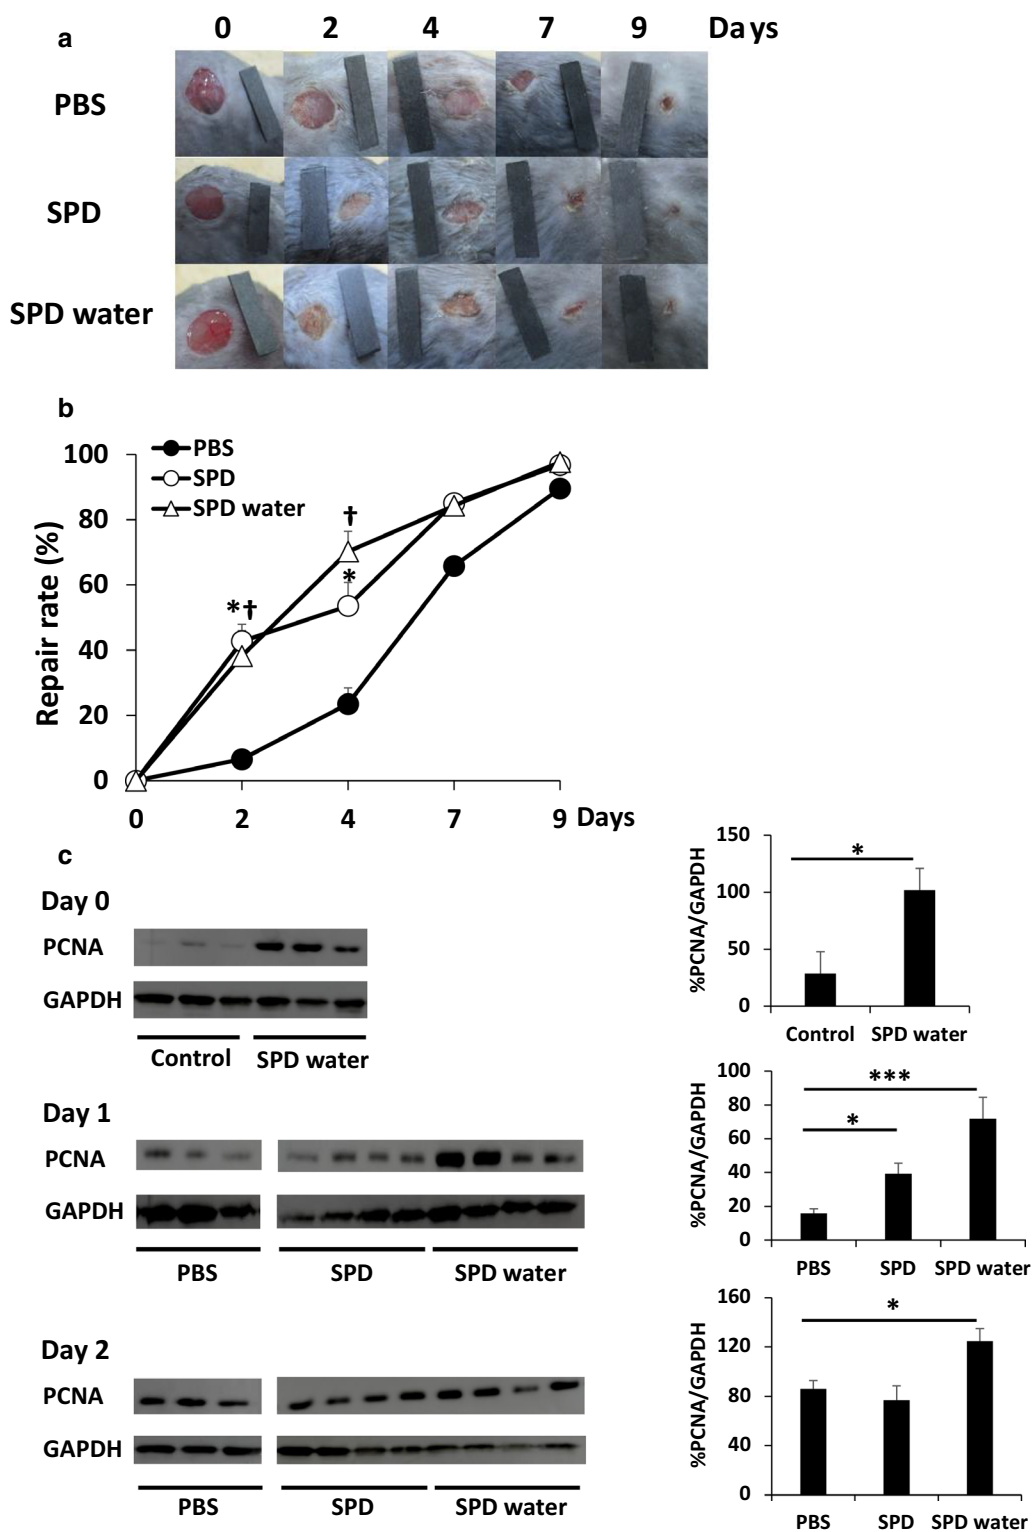 a
0 2 4 7 9 Days
PBS
SPD
SPD water
b
Repair rate (%)
100
80
60
40
20
0
PBS
SPD
SPD water
*†
†
*
0 2 4 7 9 Days
c
Day 0
PCNA
GAPDH
Control SPD water
%PCNA/GAPDH
150
100
50
0
*
Control SPD water
Day 1
PCNA
GAPDH
PBS SPD SPD water
%PCNA/GAPDH
100
80
60
40
20
0
***
*
PBS SPD SPD water
Day 2
PCNA
GAPDH
PBS SPD SPD water
%PCNA/GAPDH
160
120
80
40
0
*
PBS SPD SPD water